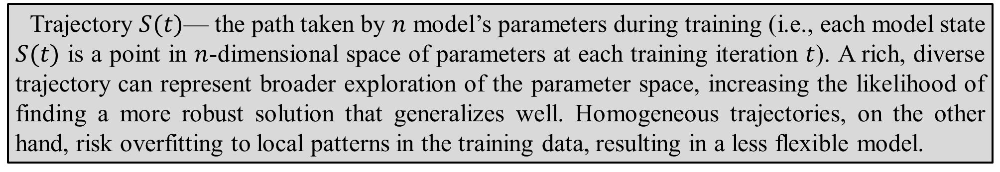 Trajectory S(t)— the path taken by n model’s parameters during training (i.e., each model state
S(t) is a point in n-dimensional space of parameters at each training iteration t). A rich, diverse
trajectory can represent broader exploration of the parameter space, increasing the likelihood of
finding a more robust solution that generalizes well. Homogeneous trajectories, on the other
hand, risk overfitting to local patterns in the training data, resulting in a less flexible model.